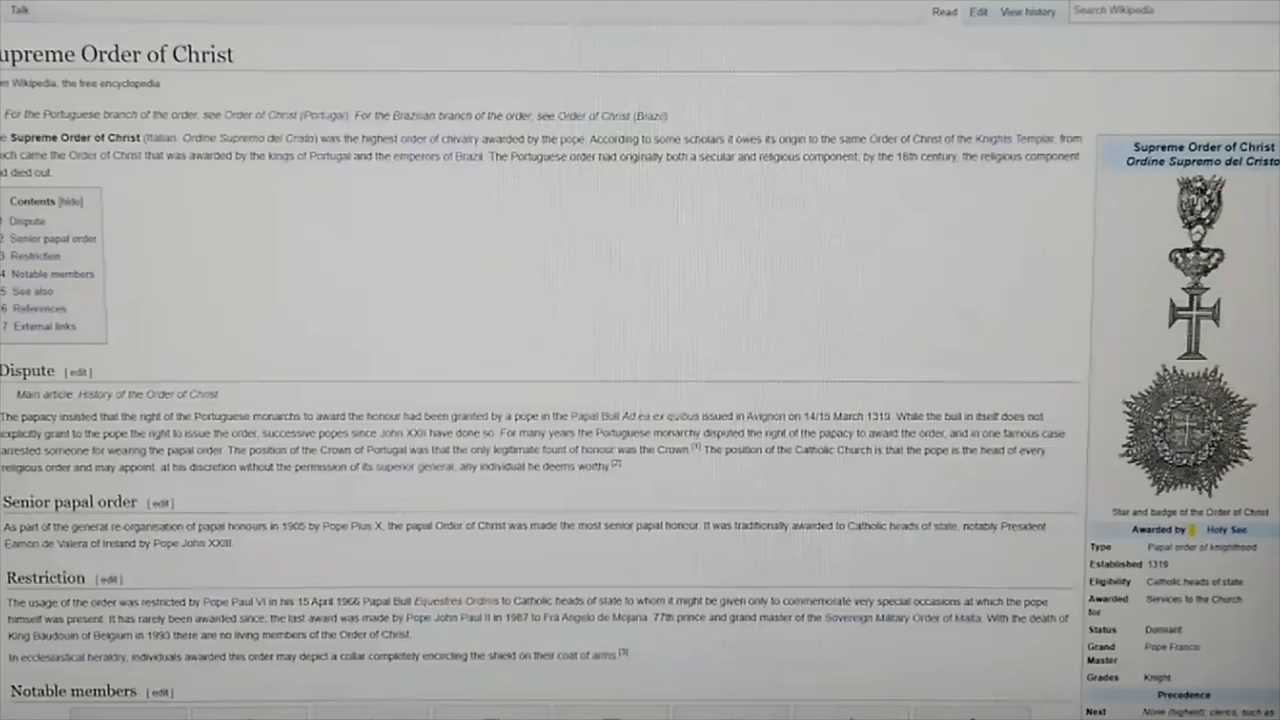 Talk
Read Edit View history Search Wikipedia
upreme Order of Christ
m Wikipedia, the free encyclopedia
For the Portuguese branch of the order, see Order of Christ (Portugal). For the Brazilian branch of the order, see Order of Christ (Brazil)
e Supreme Order of Christ (Italian: Ordine Supremo del Cristo) was the highest order of chivalry awarded by the pope. According to some scholars it owes its origin to the same Order of Christ of the Knights Templar, from
ich came the Order of Christ that was awarded by the kings of Portugal and the emperors of Brazil. The Portuguese order had originally both a secular and religious component; by the 18th century, the religious component
d died out.
Contents [hide]
1 Dispute
2 Senior papal order
3 Restriction
4 Notable members
5 See also
6 References
7 External links
Dispute [edit]
Main article: History of the Order of Christ
The papacy insisted that the right of the Portuguese monarchs to award the honour had been granted by a pope in the Papal Bull Ad ea ex quibus issued in Avignon on 14/15 March 1319. While the bull in itself does not
explicitly grant to the pope the right to issue the order, successive popes since John XXII have done so. For many years the Portuguese monarchy disputed the right of the papacy to award the order, and in one famous case
arrested someone for wearing the papal order. The position of the Crown of Portugal was that the only legitimate fount of honour was the Crown.[1] The position of the Catholic Church is that the pope is the head of every
religious order and may appoint, at his discretion without the permission of its superior general, any individual he deems worthy.[2]
Senior papal order [edit]
As part of the general re-organisation of papal honours in 1905 by Pope Pius X, the papal Order of Christ was made the most senior papal honour. It was traditionally awarded to Catholic heads of state, notably President
Éamon de Valera of Ireland by Pope John XXIII.
Restriction [edit]
The usage of the order was restricted by Pope Paul VI in his 15 April 1966 Papal Bull Equestres Ordinis to Catholic heads of state to whom it might be given only to commemorate very special occasions at which the pope
himself was present. It has rarely been awarded since; the last award was made by Pope John Paul II in 1987 to Fra Angelo de Mojana, 77th prince and grand master of the Sovereign Military Order of Malta. With the death of
King Baudouin of Belgium in 1993 there are no living members of the Order of Christ.
In ecclesiastical heraldry, individuals awarded this order may depict a collar completely encircling the shield on their coat of arms.[3]
Notable members [edit]
Supreme Order of Christ
Ordine Supremo del Cristo
Star and badge of the Order of Christ
Awarded by Holy See
Type Papal order of knighthood
Established 1319
Eligibility Catholic heads of state
Awarded for Services to the Church
Status Dormant
Grand Master Pope Francis
Grades Knight
Precedence
Next None (highest); clerics, such as